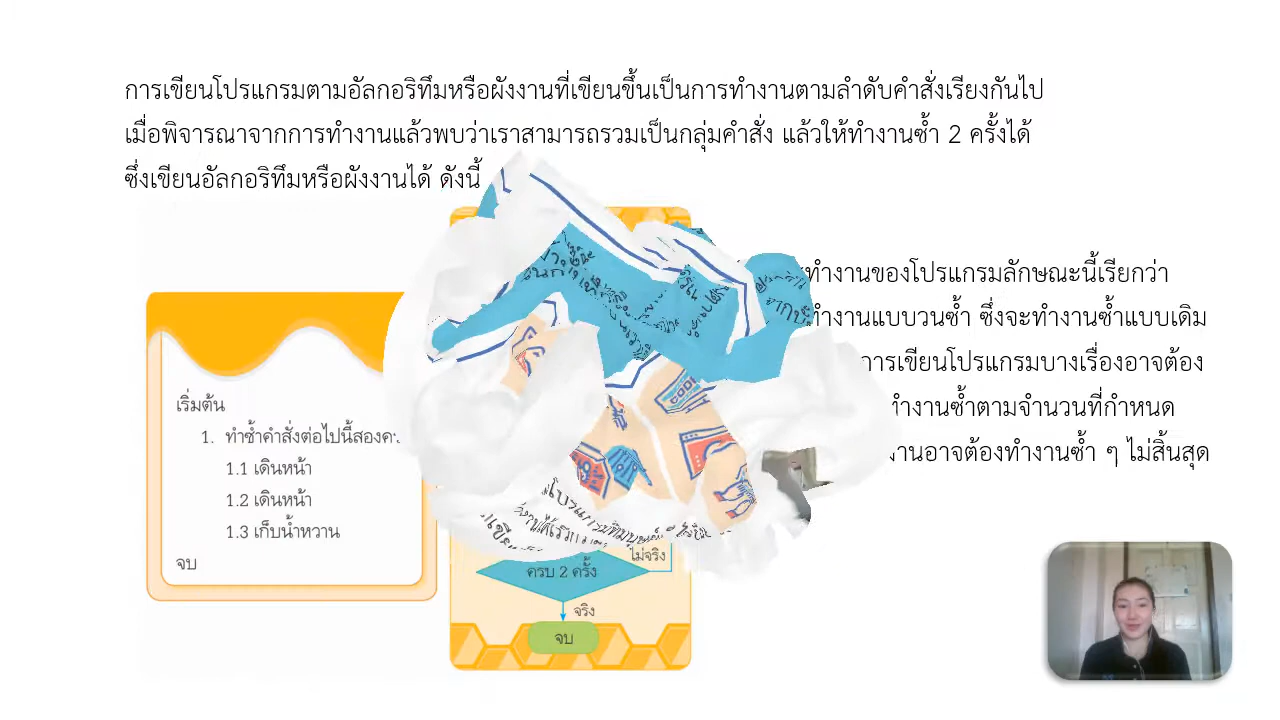 การเขียนโปรแกรมตามอัลกอริทึมหรือผังงานที่เขียนขึ้นเป็นการทำงานตามลำดับคำสั่งเรียงกันไป
เมื่อพิจารณาจากการทำงานแล้วพบว่าเราสามารถรวมเป็นกลุ่มคำสั่ง แล้วให้ทำงานซ้ำ 2 ครั้งได้
ซึ่งเขียนอัลกอริทึมหรือผังงานได้ ดังนี้
เริ่มต้น
1. ทำซ้ำคำสั่งต่อไปนี้สอง
1.1 เดินหน้า
1.2 เดินหน้า
1.3 เก็บน้ำหวาน
จบ
ไม่จริง
ครบ 2 ครั้ง
จริง
จบ
ทำงานของโปรแกรมลักษณะนี้เรียกว่า
ทำงานแบบวนซ้ำ ซึ่งจะทำงานซ้ำแบบเดิม
การเขียนโปรแกรมบางเรื่องอาจต้อง
ทำงานซ้ำตามจำนวนที่กำหนด
งานอาจต้องทำงานซ้ำ ๆ ไม่สิ้นสุด